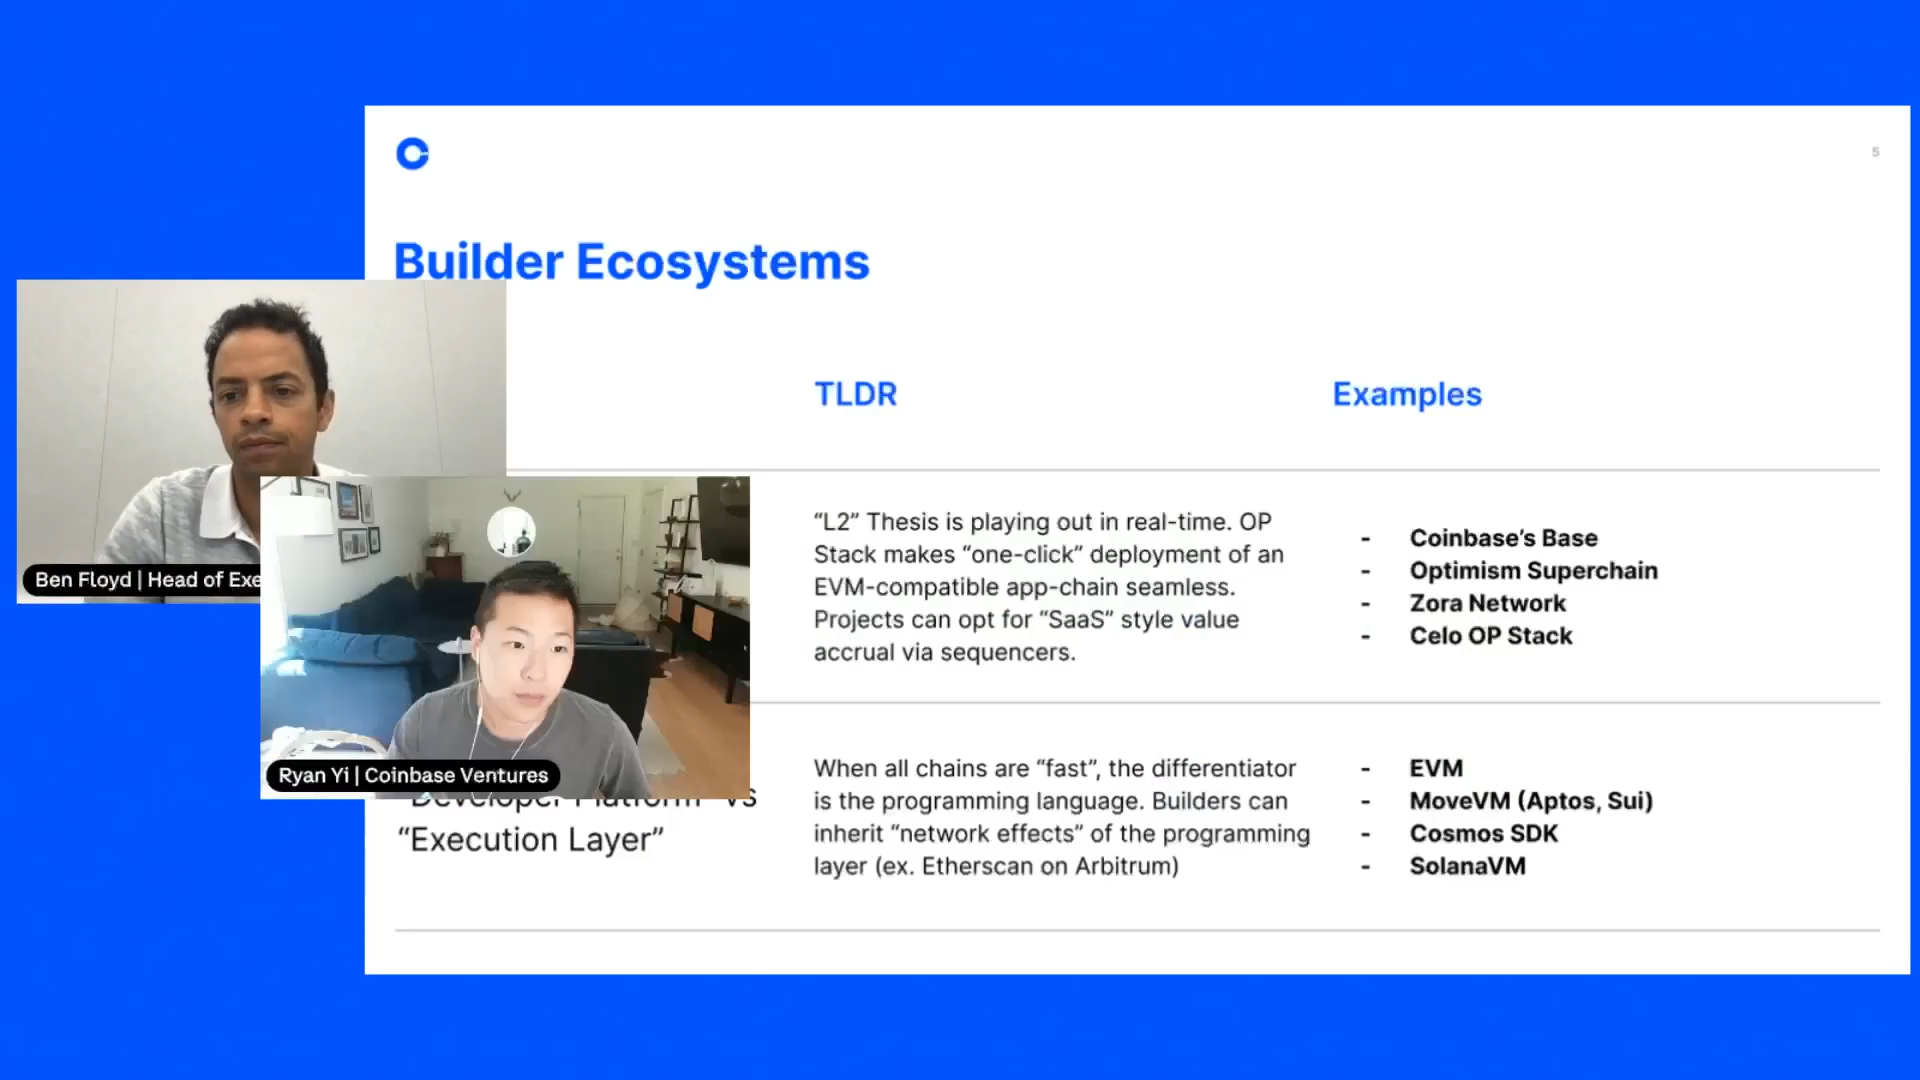 5
Builder Ecosystems
TLDR
Examples
“L2” Thesis is playing out in real-time. OP
Stack makes “one-click” deployment of an
EVM-compatible app-chain seamless.
Projects can opt for “SaaS” style value
accrual via sequencers.
- Coinbase’s Base
- Optimism Superchain
- Zora Network
- Celo OP Stack
Ben Floyd | Head of Exe
Ryan Yi | Coinbase Ventures
Developer Platform” vs
“Execution Layer”
When all chains are “fast”, the differentiator
is the programming language. Builders can
inherit “network effects” of the programming
layer (ex. Etherscan on Arbitrum)
- EVM
- MoveVM (Aptos, Sui)
- Cosmos SDK
- SolanaVM